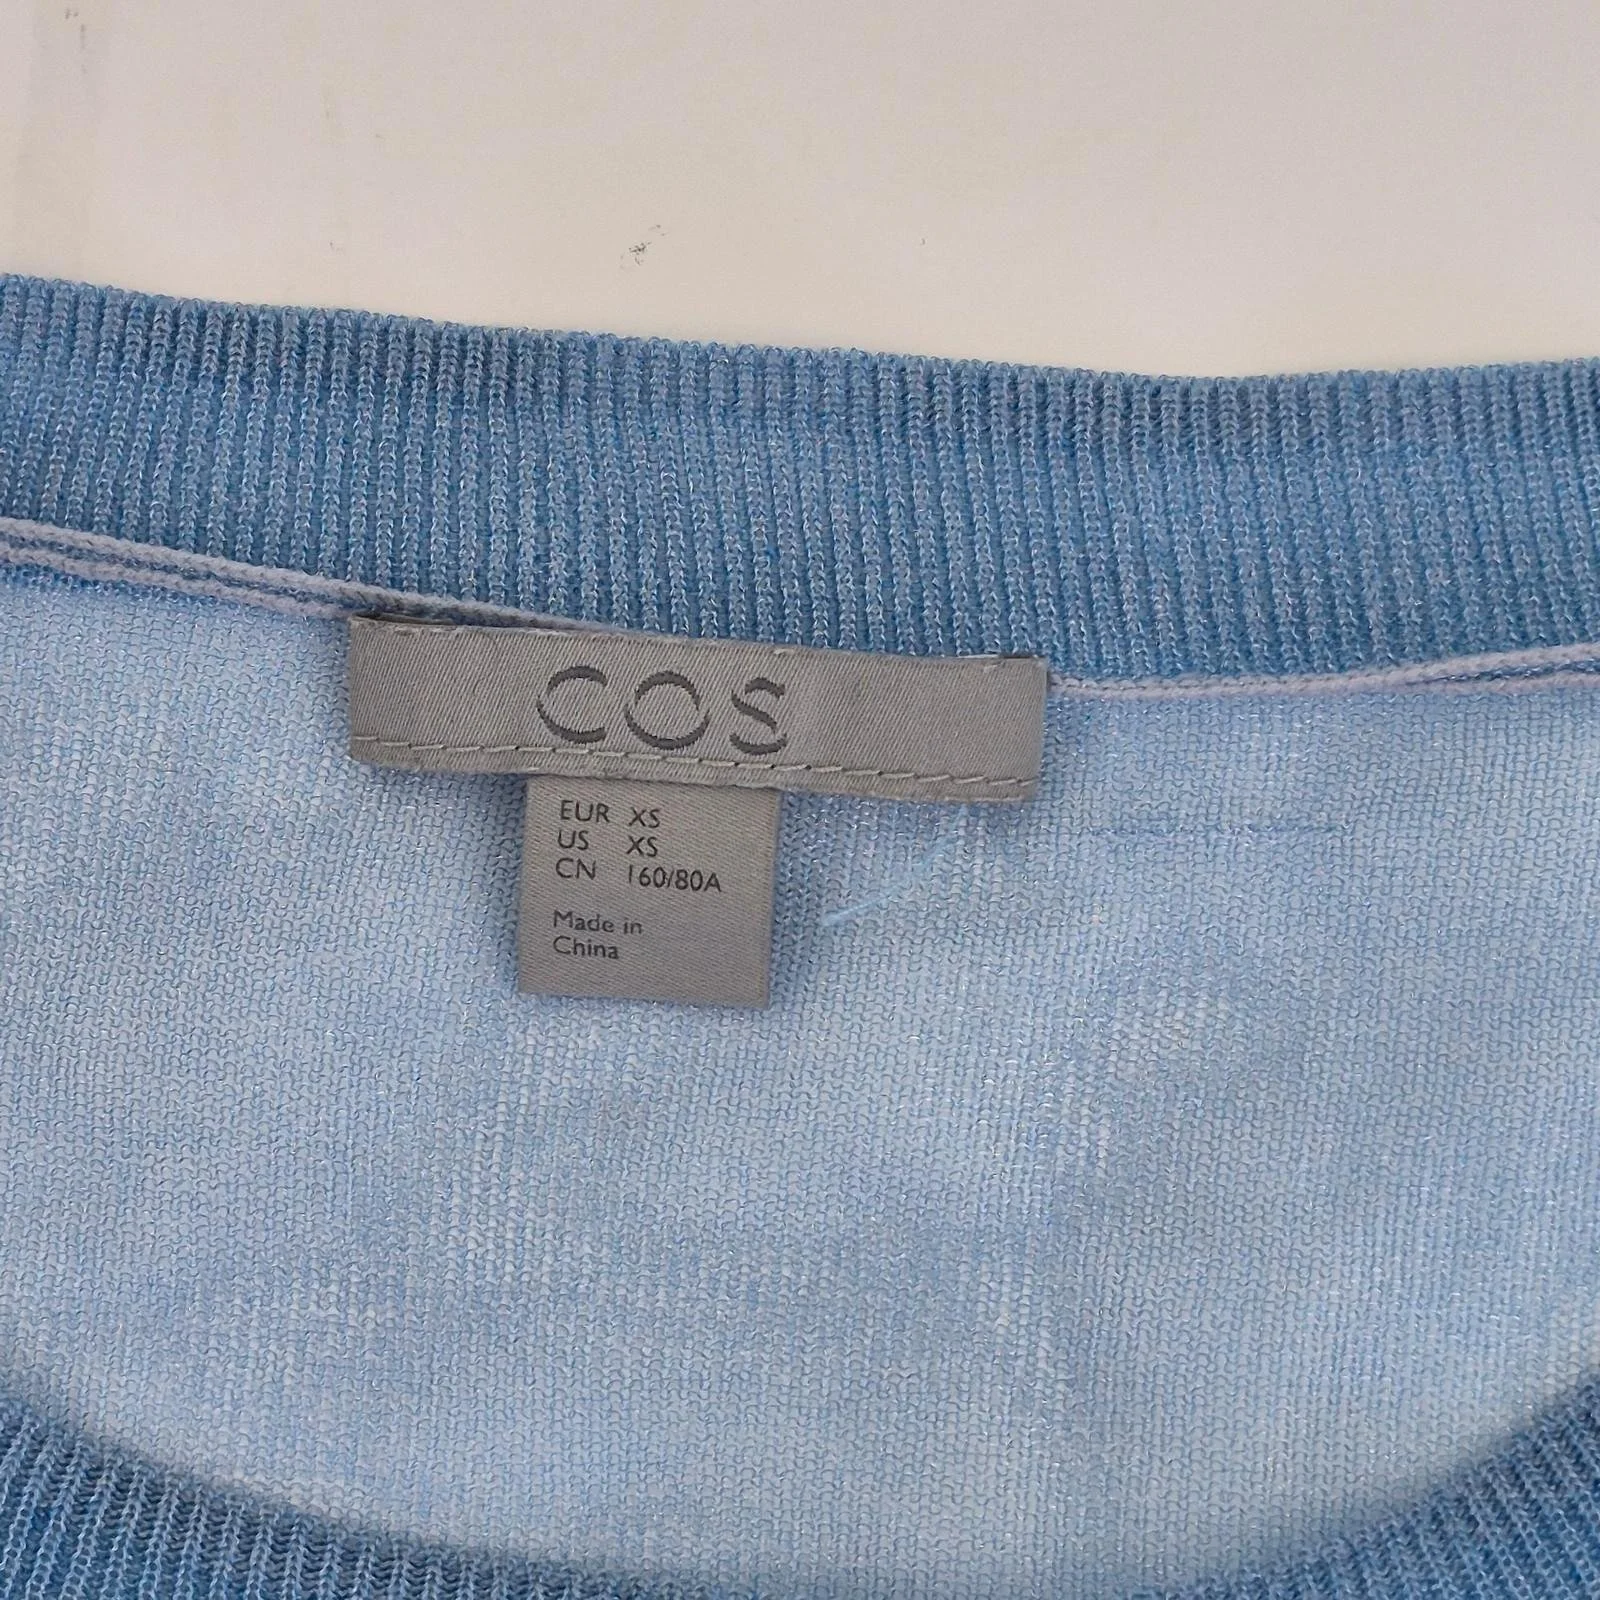 COS
EUR XS
US XS
CN 160/80A
Made in
China